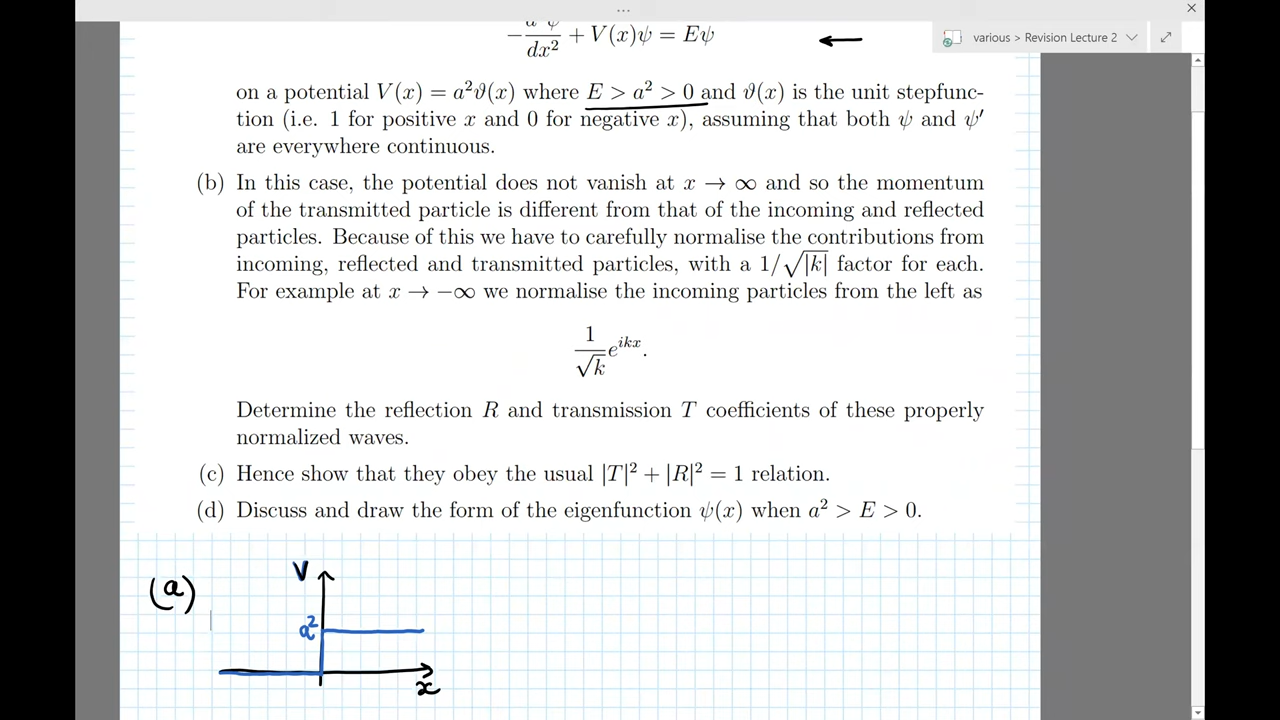 various > Revision Lecture 2
− d²ψ/dx² + V(x)ψ = Eψ
on a potential V(x) = a²ϑ(x) where E > a² > 0 and ϑ(x) is the unit stepfunc-
tion (i.e. 1 for positive x and 0 for negative x), assuming that both ψ and ψ′
are everywhere continuous.
(b) In this case, the potential does not vanish at x → ∞ and so the momentum
of the transmitted particle is different from that of the incoming and reflected
particles. Because of this we have to carefully normalise the contributions from
incoming, reflected and transmitted particles, with a 1/√|k| factor for each.
For example at x → −∞ we normalise the incoming particles from the left as
1/√k e^{ikx}.
Determine the reflection R and transmission T coefficients of these properly
normalized waves.
(c) Hence show that they obey the usual |T|² + |R|² = 1 relation.
(d) Discuss and draw the form of the eigenfunction ψ(x) when a² > E > 0.
(a)
V
a²
x